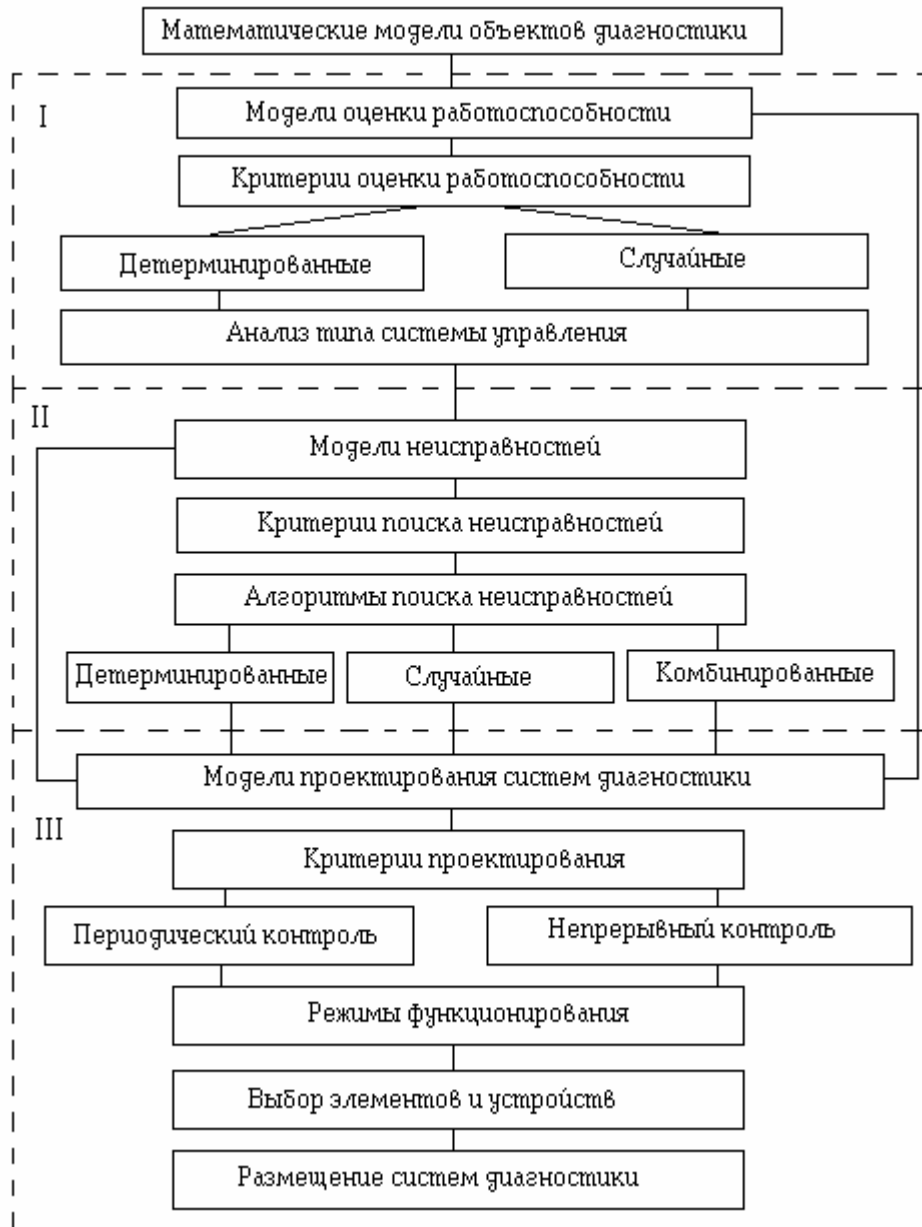 Математические модели объектов диагностики
I
Модели оценки работоспособности
Критерии оценки работоспособности
Детерминированные
Случайные
Анализ типа системы управления
II
Модели неисправностей
Критерии поиска неисправностей
Алгоритмы поиска неисправностей
Детерминированные
Случайные
Комбинированные
Модели проектирования систем диагностики
III
Критерии проектирования
Периодический контроль
Непрерывный контроль
Режимы функционирования
Выбор элементов и устройств
Размещение систем диагностики